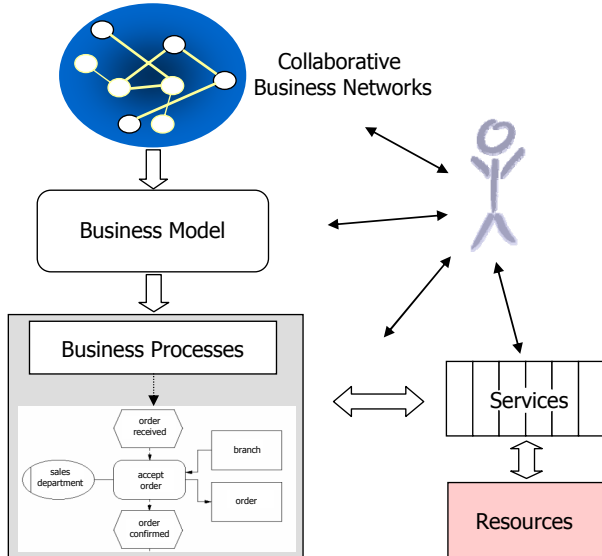 Collaborative
Business Networks
Business Model
Business Processes
order
received
branch
sales
department
accept
order
order
order
confirmed
Services
Resources